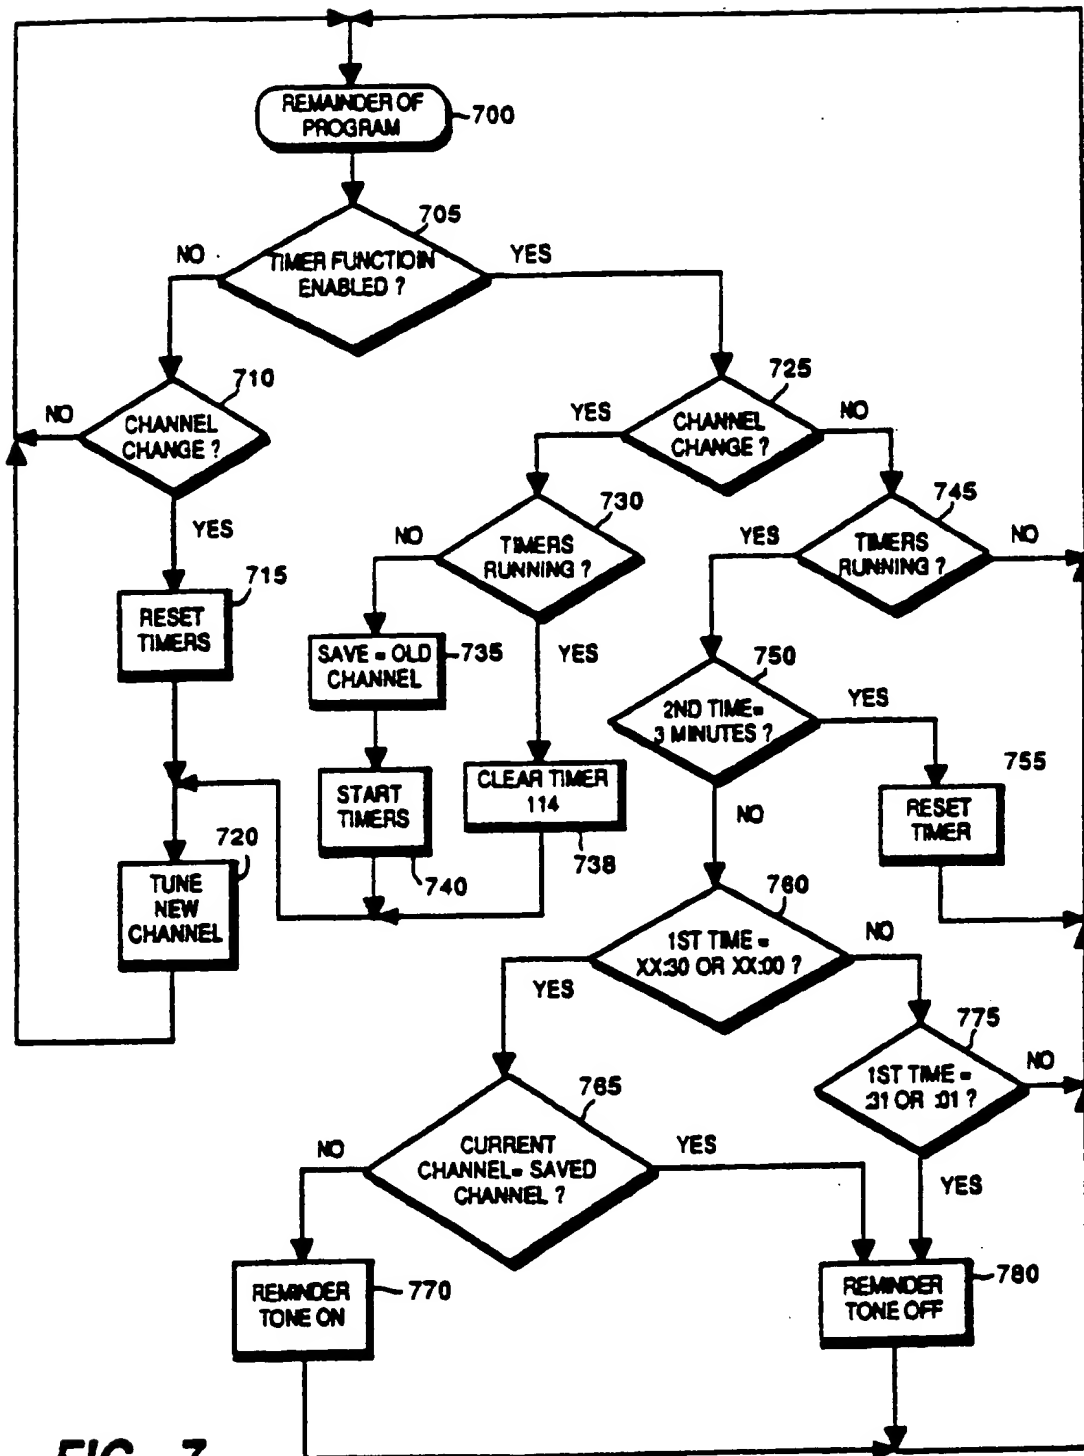 REMAINDER OF
PROGRAM
700
705
NO
TIMER FUNCTIOIN
ENABLED ?
YES
710
NO
CHANNEL
CHANGE ?
YES
725
YES
CHANNEL
CHANGE ?
NO
730
NO
TIMERS
RUNNING ?
YES
745
YES
TIMERS
RUNNING ?
NO
715
RESET
TIMERS
SAVE = OLD
CHANNEL
735
750
2ND TIME=
3 MINUTES ?
YES
NO
START
TIMERS
740
CLEAR TIMER
114
738
755
RESET
TIMER
720
TUNE
NEW
CHANNEL
760
1ST TIME =
XX:30 OR XX:00 ?
YES
NO
775
1ST TIME =
:31 OR :01 ?
NO
YES
765
NO
CURRENT
CHANNEL= SAVED
CHANNEL ?
YES
REMINDER
TONE ON
770
REMINDER
TONE OFF
780
FIG. 7